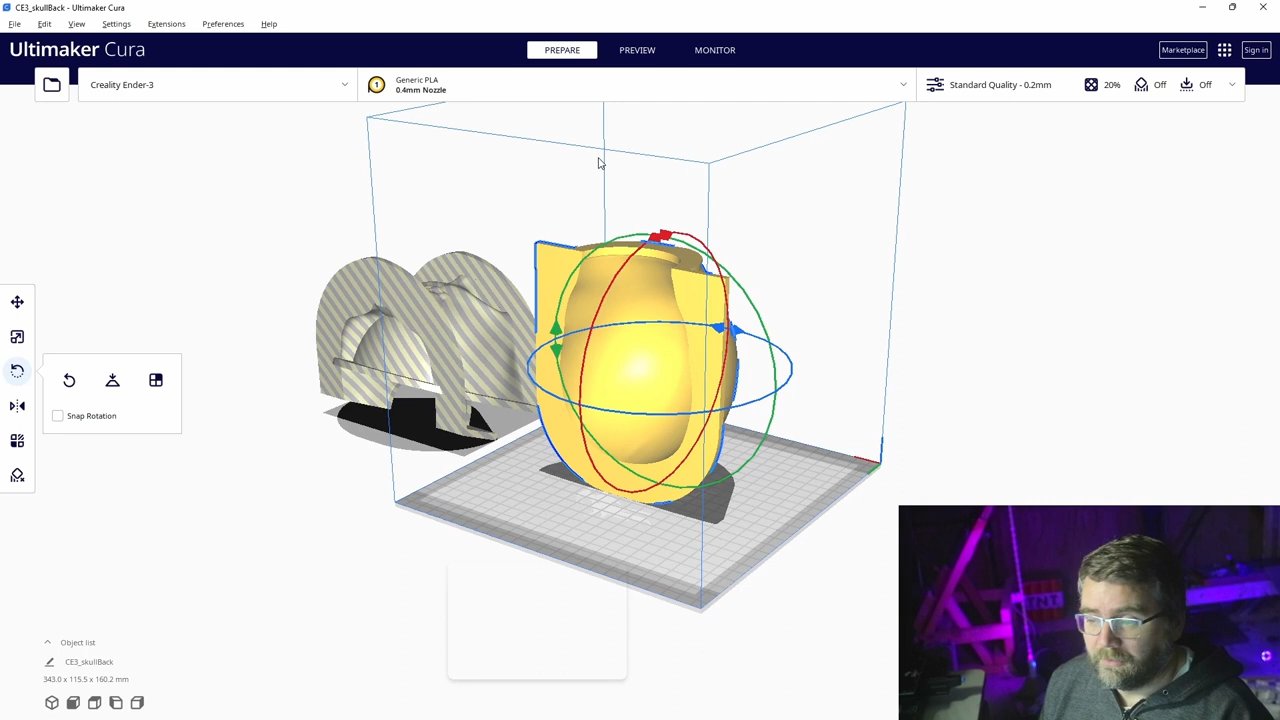 CE3_skullBack - Ultimaker Cura
File Edit View Settings Extensions Preferences Help
Ultimaker Cura
PREPARE PREVIEW MONITOR
Marketplace Sign in
Creality Ender-3
1
Generic PLA
0.4mm Nozzle
Standard Quality - 0.2mm 20% Off Off
Snap Rotation
TNT
Object list
CE3_skullBack
343.0 x 115.5 x 160.2 mm